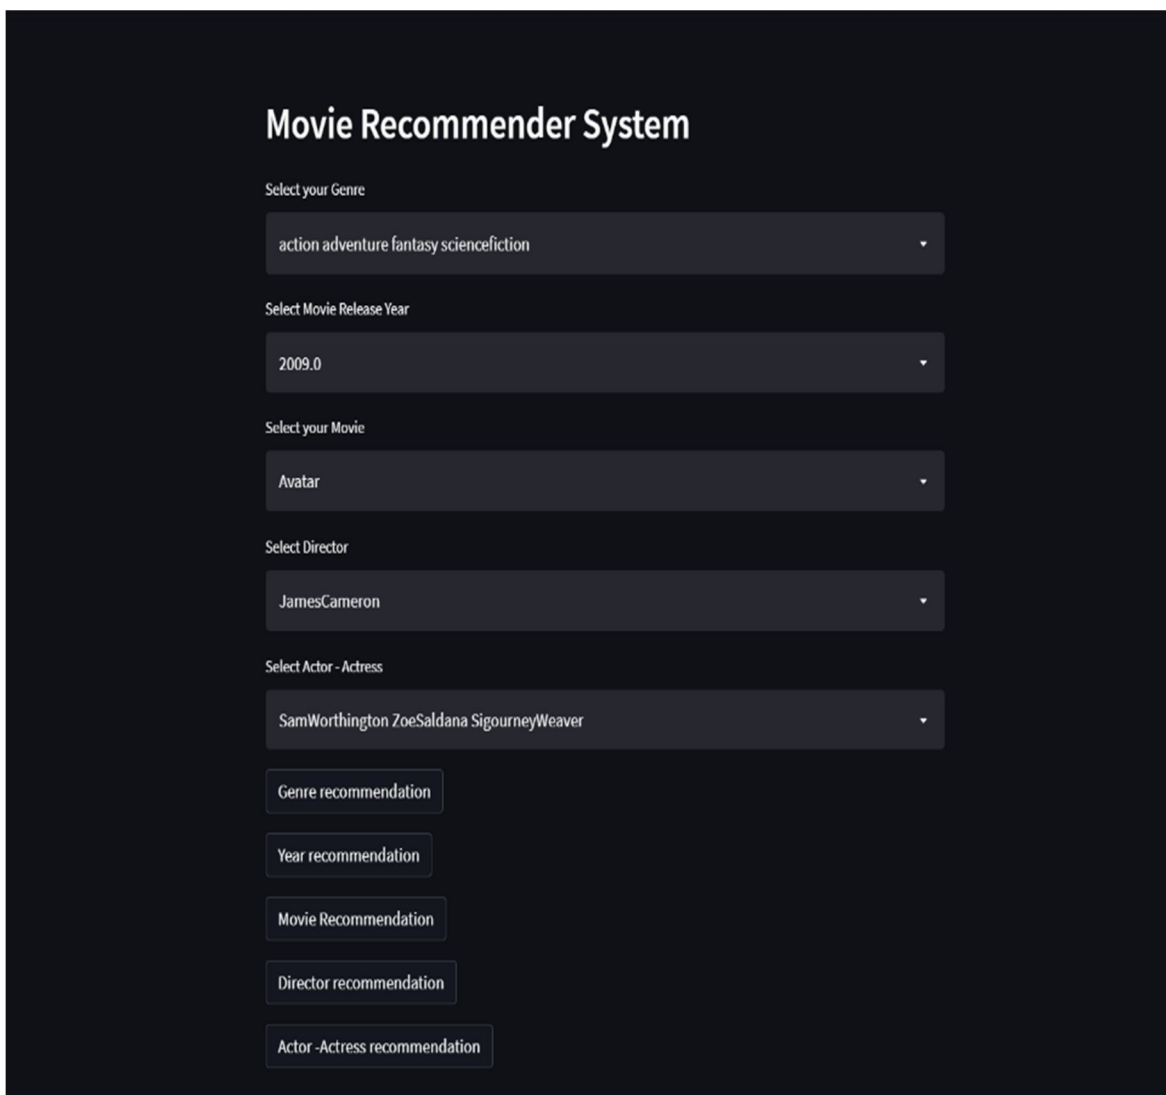 Movie Recommender System
Select your Genre
action adventure fantasy sciencefiction
Select Movie Release Year
2009.0
Select your Movie
Avatar
Select Director
JamesCameron
Select Actor - Actress
SamWorthington ZoeSaldana SigourneyWeaver
Genre recommendation
Year recommendation
Movie Recommendation
Director recommendation
Actor -Actress recommendation